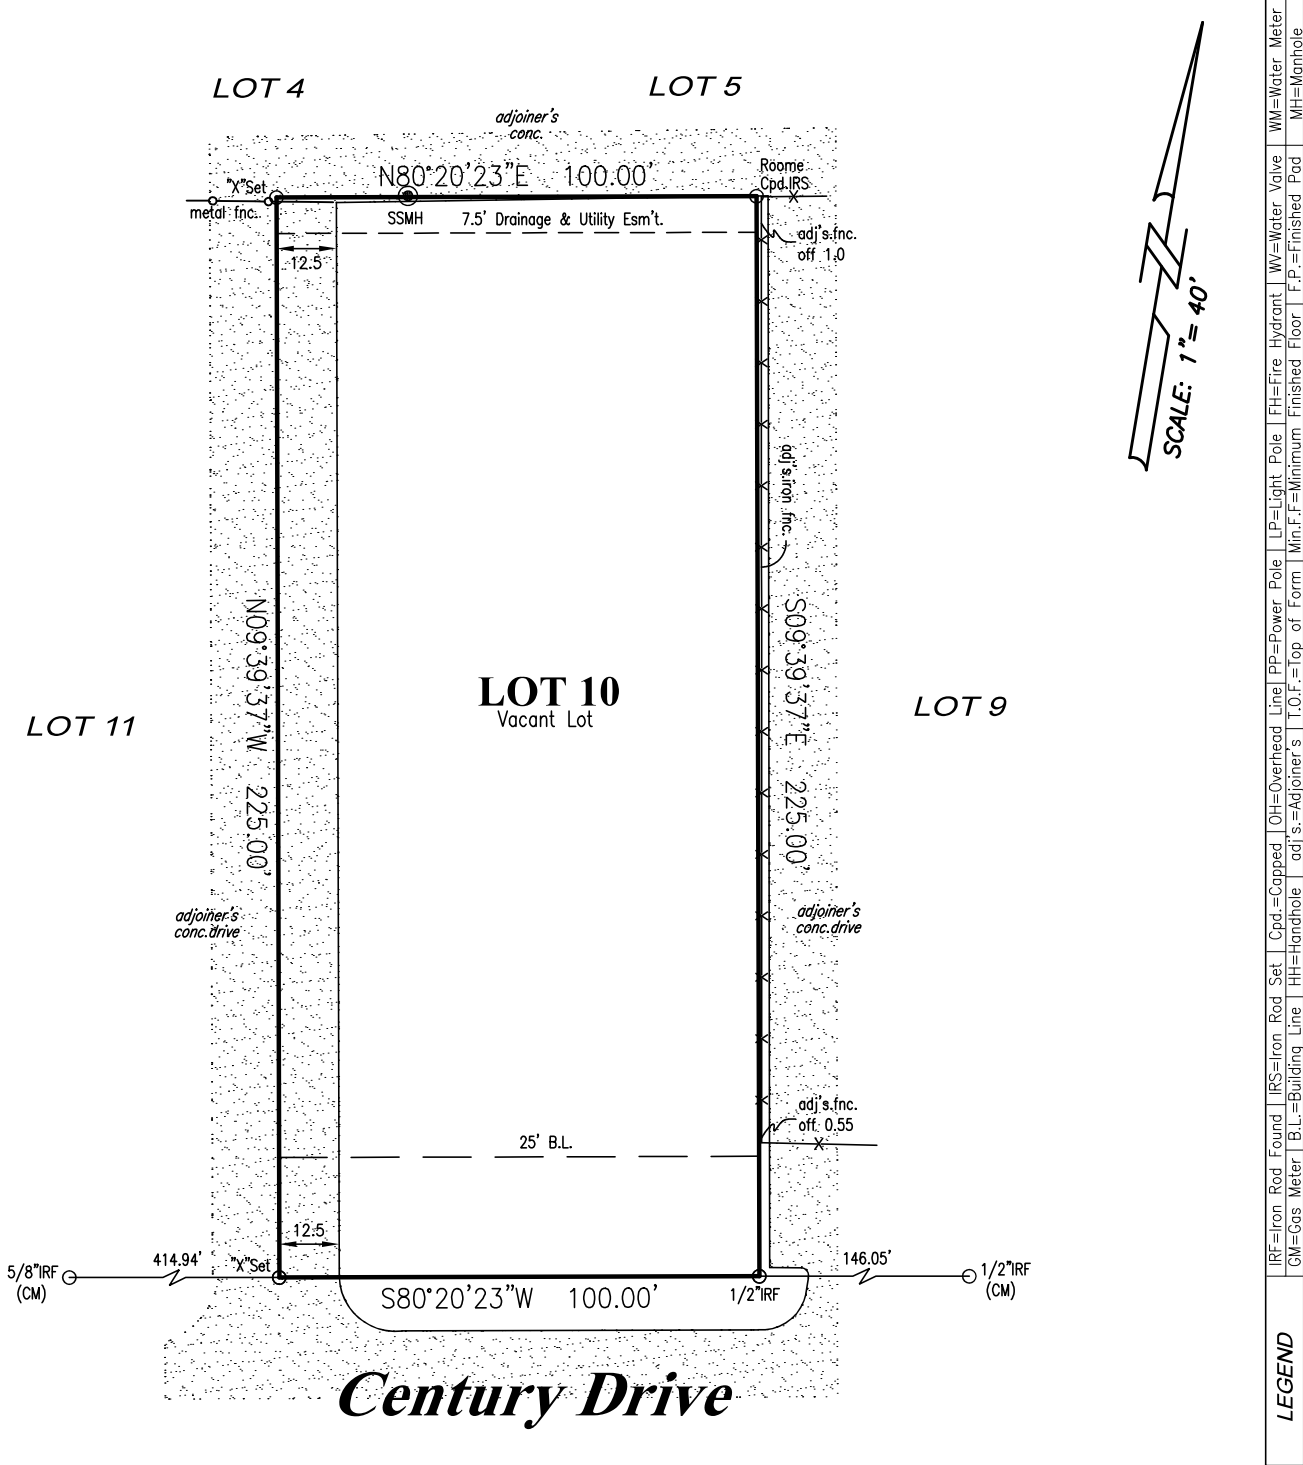 LOT 4
LOT 5
adjoiner's
conc.
N80°20'23"E 100.00'
Roome
Cpd.IRS
"X"Set
metal fnc.
SSMH
7.5' Drainage & Utility Esm't.
adj's.fnc.
off 1.0
12.5
SCALE: 1"= 40'
adj's.iron fnc.
N09°39'37"W 225.00'
S09°39'37"E 225.00'
LOT 10
Vacant Lot
LOT 11
LOT 9
adjoiner's
conc.drive
adjoiner's
conc.drive
adj's.fnc.
off 0.55
25' B.L.
12.5
414.94'
"X"Set
5/8"IRF
(CM)
146.05'
1/2"IRF
(CM)
1/2"IRF
S80°20'23"W 100.00'
Century Drive
LEGEND
IRF=Iron Rod Found IRS=Iron Rod Set Cpd.=Capped OH=Overhead Line PP=Power Pole LP=Light Pole FH=Fire Hydrant WV=Water Valve WM=Water Meter
GM=Gas Meter B.L.=Building Line HH=Handhole adj's.=Adjoiner's T.O.F.=Top of Form Min.F.F=Minimum Finished Floor F.P.=Finished Pad MH=Manhole